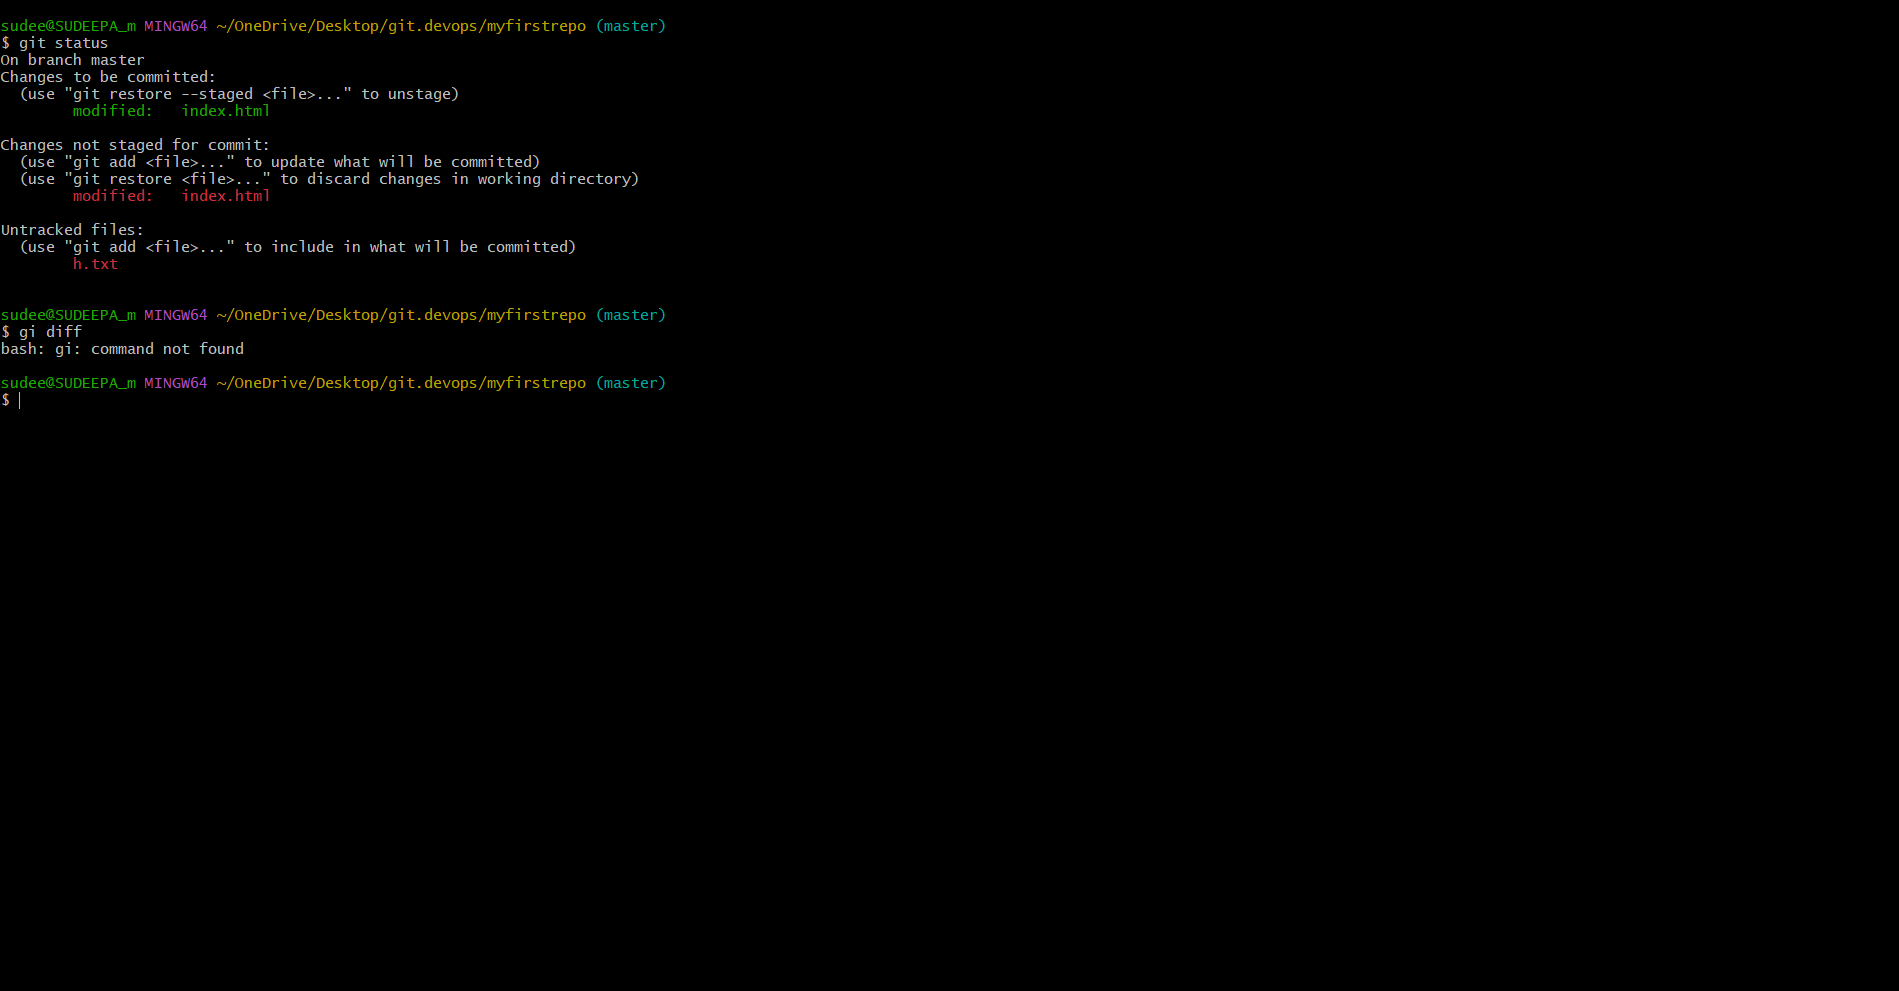 sudee@SUDEEPA_m MINGW64 ~/OneDrive/Desktop/git.devops/myfirstrepo (master)
$ git status
On branch master
Changes to be committed:
  (use "git restore --staged <file>..." to unstage)
        modified:   index.html

Changes not staged for commit:
  (use "git add <file>..." to update what will be committed)
  (use "git restore <file>..." to discard changes in working directory)
        modified:   index.html

Untracked files:
  (use "git add <file>..." to include in what will be committed)
        h.txt

sudee@SUDEEPA_m MINGW64 ~/OneDrive/Desktop/git.devops/myfirstrepo (master)
$ gi diff
bash: gi: command not found

sudee@SUDEEPA_m MINGW64 ~/OneDrive/Desktop/git.devops/myfirstrepo (master)
$